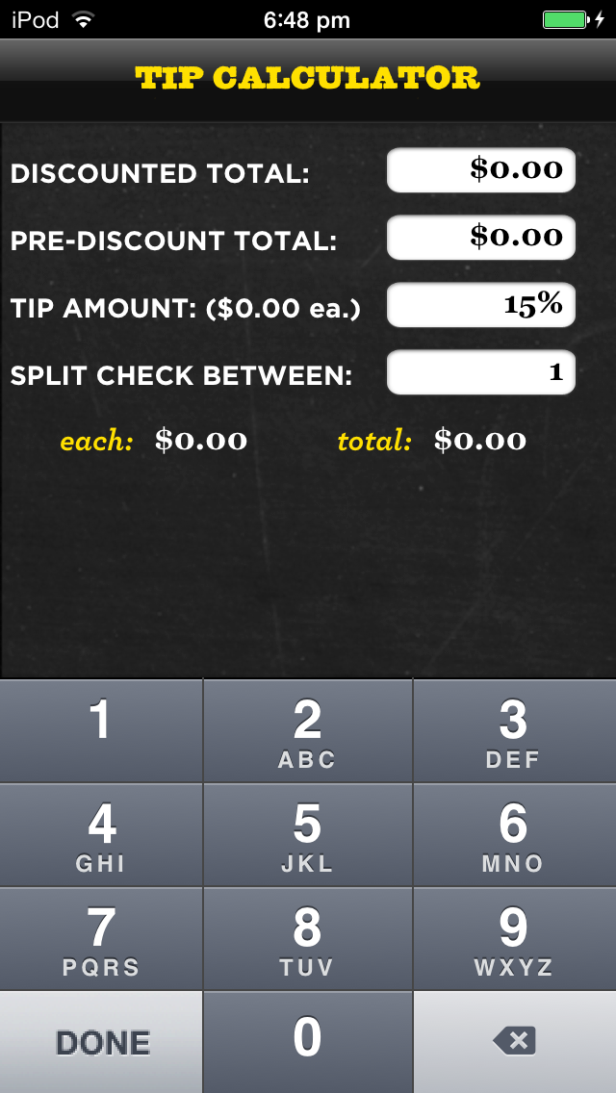 iPod 6:48 pm
TIP CALCULATOR
DISCOUNTED TOTAL: $0.00
PRE-DISCOUNT TOTAL: $0.00
TIP AMOUNT: ($0.00 ea.) 15%
SPLIT CHECK BETWEEN: 1
each: $0.00 total: $0.00
1 2 3
ABC DEF
4 5 6
GHI JKL MNO
7 8 9
PQRS TUV WXYZ
DONE 0